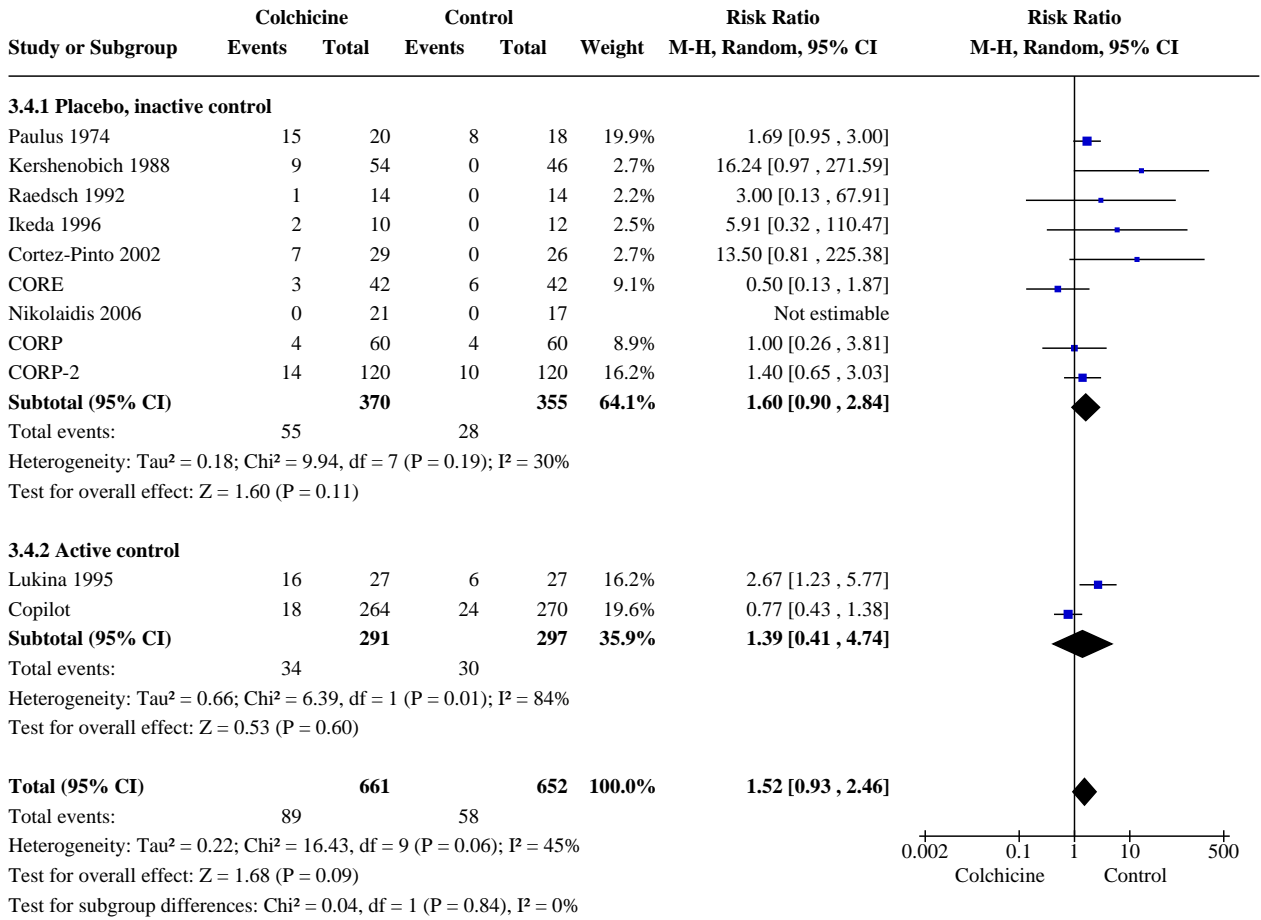 Colchicine Control Risk Ratio Risk Ratio
Study or Subgroup Events Total Events Total Weight M-H, Random, 95% CI M-H, Random, 95% CI
3.4.1 Placebo, inactive control
Paulus 1974 15 20 8 18 19.9% 1.69 [0.95 , 3.00]
Kershenobich 1988 9 54 0 46 2.7% 16.24 [0.97 , 271.59]
Raedsch 1992 1 14 0 14 2.2% 3.00 [0.13 , 67.91]
Ikeda 1996 2 10 0 12 2.5% 5.91 [0.32 , 110.47]
Cortez-Pinto 2002 7 29 0 26 2.7% 13.50 [0.81 , 225.38]
CORE 3 42 6 42 9.1% 0.50 [0.13 , 1.87]
Nikolaidis 2006 0 21 0 17 Not estimable
CORP 4 60 4 60 8.9% 1.00 [0.26 , 3.81]
CORP-2 14 120 10 120 16.2% 1.40 [0.65 , 3.03]
Subtotal (95% CI) 370 355 64.1% 1.60 [0.90 , 2.84]
Total events: 55 28
Heterogeneity: Tau² = 0.18; Chi² = 9.94, df = 7 (P = 0.19); I² = 30%
Test for overall effect: Z = 1.60 (P = 0.11)
3.4.2 Active control
Lukina 1995 16 27 6 27 16.2% 2.67 [1.23 , 5.77]
Copilot 18 264 24 270 19.6% 0.77 [0.43 , 1.38]
Subtotal (95% CI) 291 297 35.9% 1.39 [0.41 , 4.74]
Total events: 34 30
Heterogeneity: Tau² = 0.66; Chi² = 6.39, df = 1 (P = 0.01); I² = 84%
Test for overall effect: Z = 0.53 (P = 0.60)
Total (95% CI) 661 652 100.0% 1.52 [0.93 , 2.46]
Total events: 89 58
Heterogeneity: Tau² = 0.22; Chi² = 16.43, df = 9 (P = 0.06); I² = 45%
0.002 0.1 1 10 500
Test for overall effect: Z = 1.68 (P = 0.09) Colchicine Control
Test for subgroup differences: Chi² = 0.04, df = 1 (P = 0.84), I² = 0%